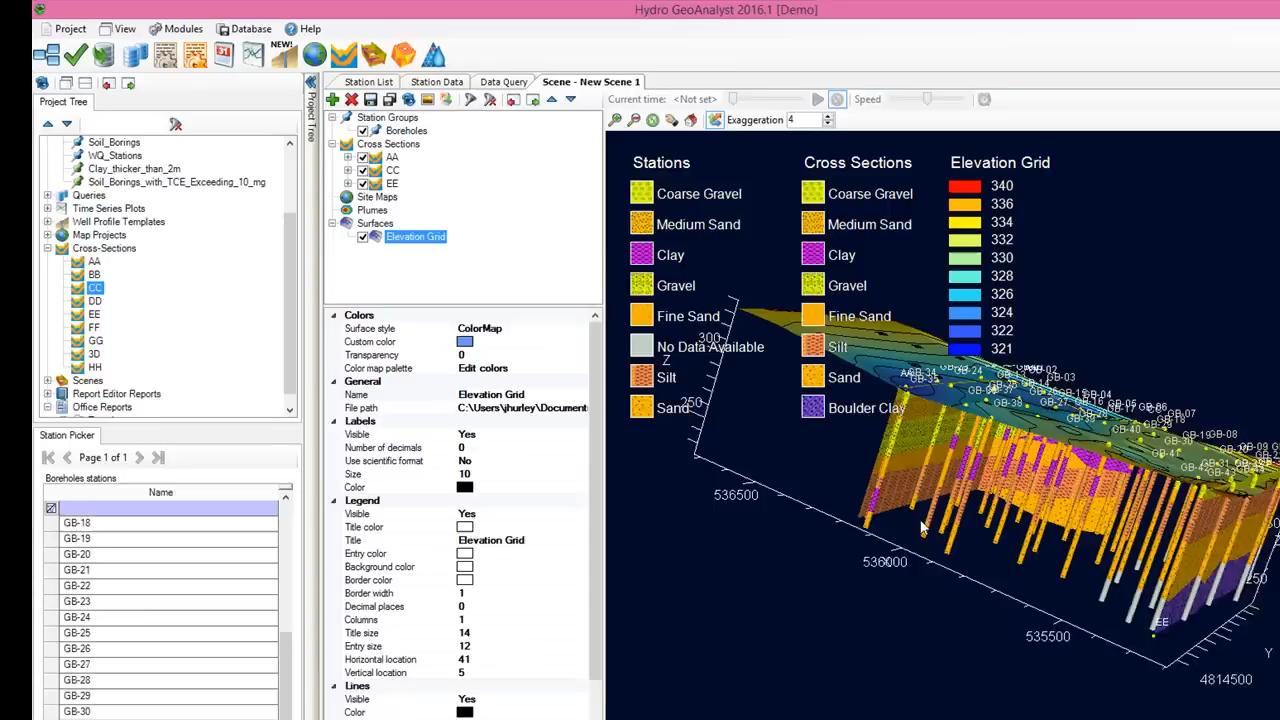 Hydro GeoAnalyst 2016.1 [Demo]
Project View Modules Database Help
NEW!
31
Project Tree
Soil_Borings
WQ_Stations
Clay_thicker_than_2m
Soil_Borings_with_TCE_Exceeding_10_mg
Queries
Time Series Plots
Well Profile Templates
Map Projects
Cross-Sections
AA
BB
CC
DD
EE
FF
GG
3D
HH
Scenes
Report Editor Reports
Office Reports
Station Picker
Page 1 of 1
Boreholes stations
Name
GB-18
GB-19
GB-20
GB-21
GB-22
GB-23
GB-24
GB-25
GB-26
GB-27
GB-28
GB-29
GB-30
Project Tree
Station List Station Data Data Query Scene - New Scene 1
Station Groups
Boreholes
Cross Sections
AA
CC
EE
Site Maps
Plumes
Surfaces
Elevation Grid
Colors
Surface style ColorMap
Custom color
Transparency 0
Color map palette Edit colors
General
Name Elevation Grid
File path C:\Users\jhurley\Document
Labels
Visible Yes
Number of decimals 0
Use scientific format No
Size 10
Color
Legend
Visible Yes
Title color
Title Elevation Grid
Entry color
Background color
Border color
Border width 1
Decimal places 0
Columns 1
Title size 14
Entry size 12
Horizontal location 41
Vertical location 5
Lines
Visible Yes
Color
Current time: <Not set> Speed
Exaggeration 4
Stations
Coarse Gravel
Medium Sand
Clay
Gravel
Fine Sand
No Data Available
Silt
Sand
Cross Sections
Coarse Gravel
Medium Sand
Clay
Gravel
Fine Sand
Silt
Sand
Boulder Clay
Elevation Grid
340
336
334
332
330
328
326
324
322
321
300
Z
250
536500
536000
535500
4814500
Y
250
EE